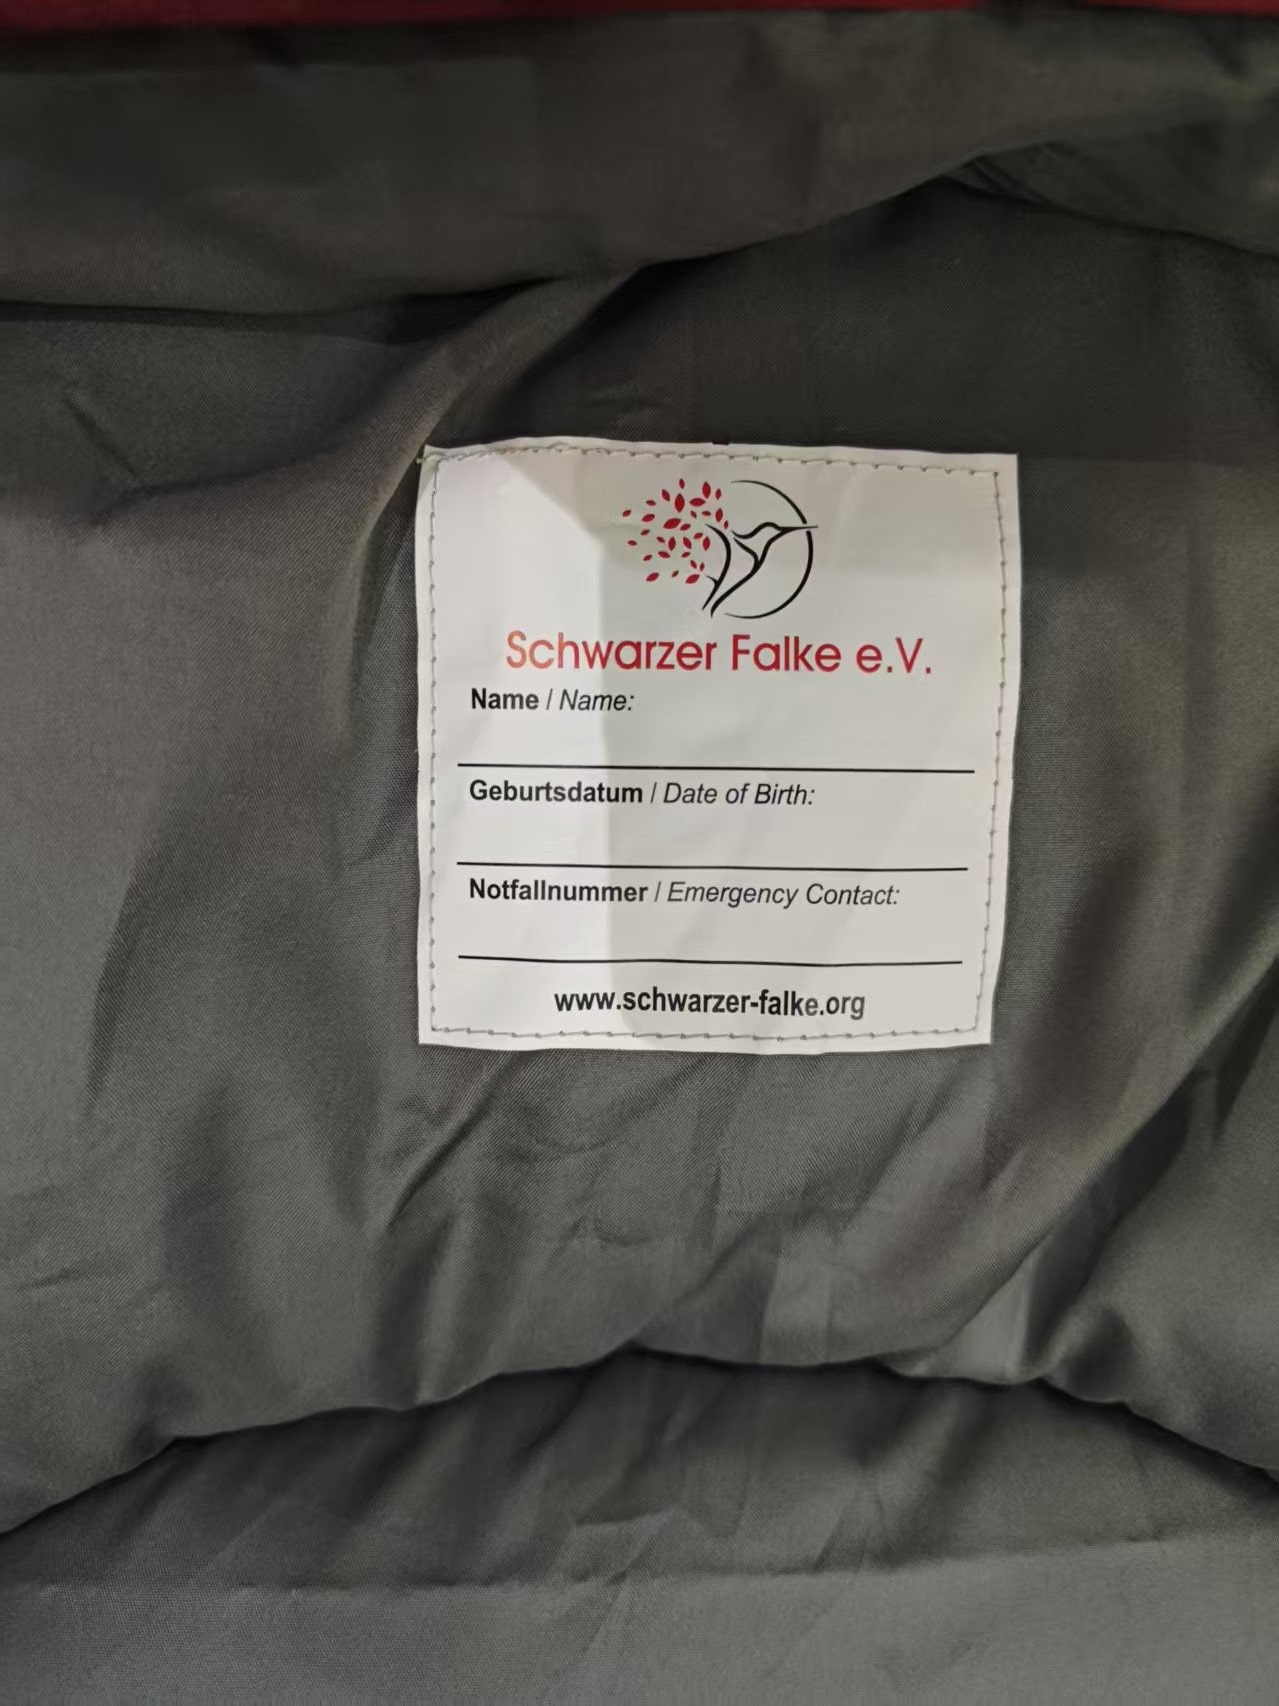 Schwarzer Falke e.V.
Name / Name:
Geburtsdatum / Date of Birth:
Notfallnummer / Emergency Contact:
www.schwarzer-falke.org